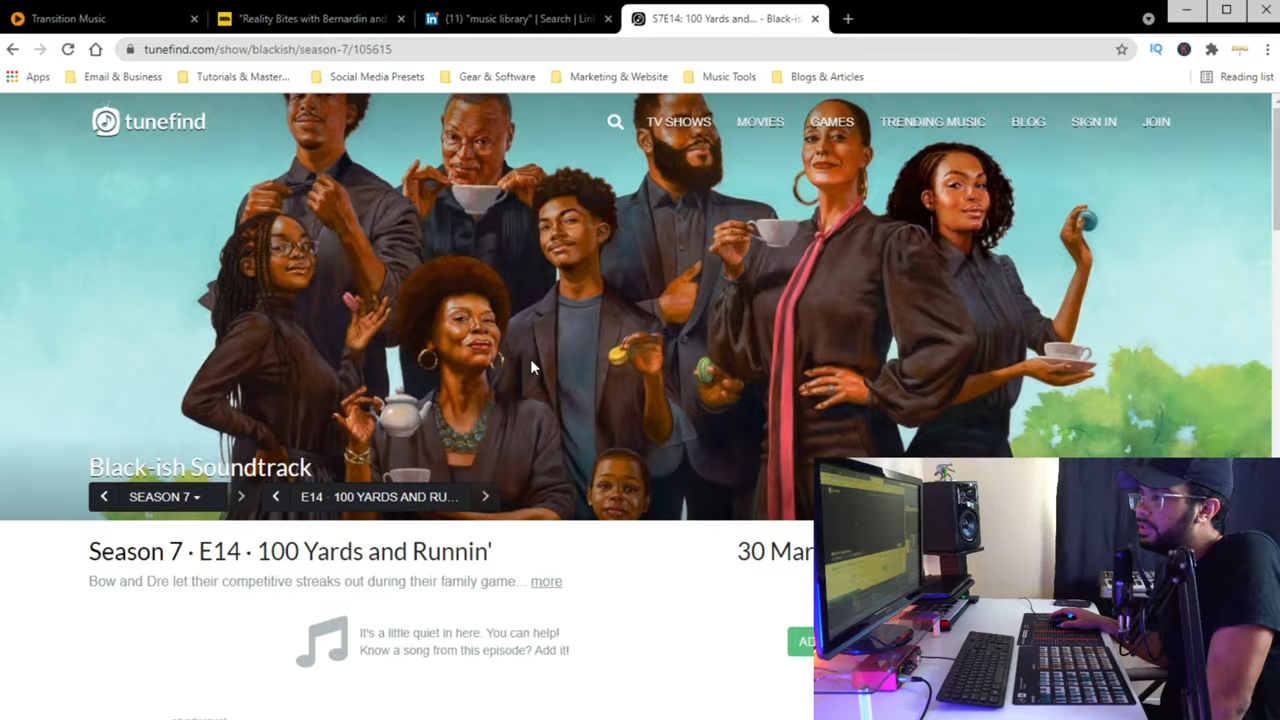 Transition Music
"Reality Bites with Bernardin and
(11) "music library" | Search | Lin
S7E14: 100 Yards and... - Black-is
tunefind.com/show/blackish/season-7/105615
Apps
Email & Business
Tutorials & Master...
Social Media Presets
Gear & Software
Marketing & Website
Music Tools
Blogs & Articles
Reading list
tunefind
TV SHOWS
MOVIES
GAMES
TRENDING MUSIC
BLOG
SIGN IN
JOIN
Black-ish Soundtrack
SEASON 7
E14 · 100 YARDS AND RU...
Season 7 · E14 · 100 Yards and Runnin'
30 Mar
Bow and Dre let their competitive streaks out during their family game... more
It's a little quiet in here. You can help!
Know a song from this episode? Add it!
AD